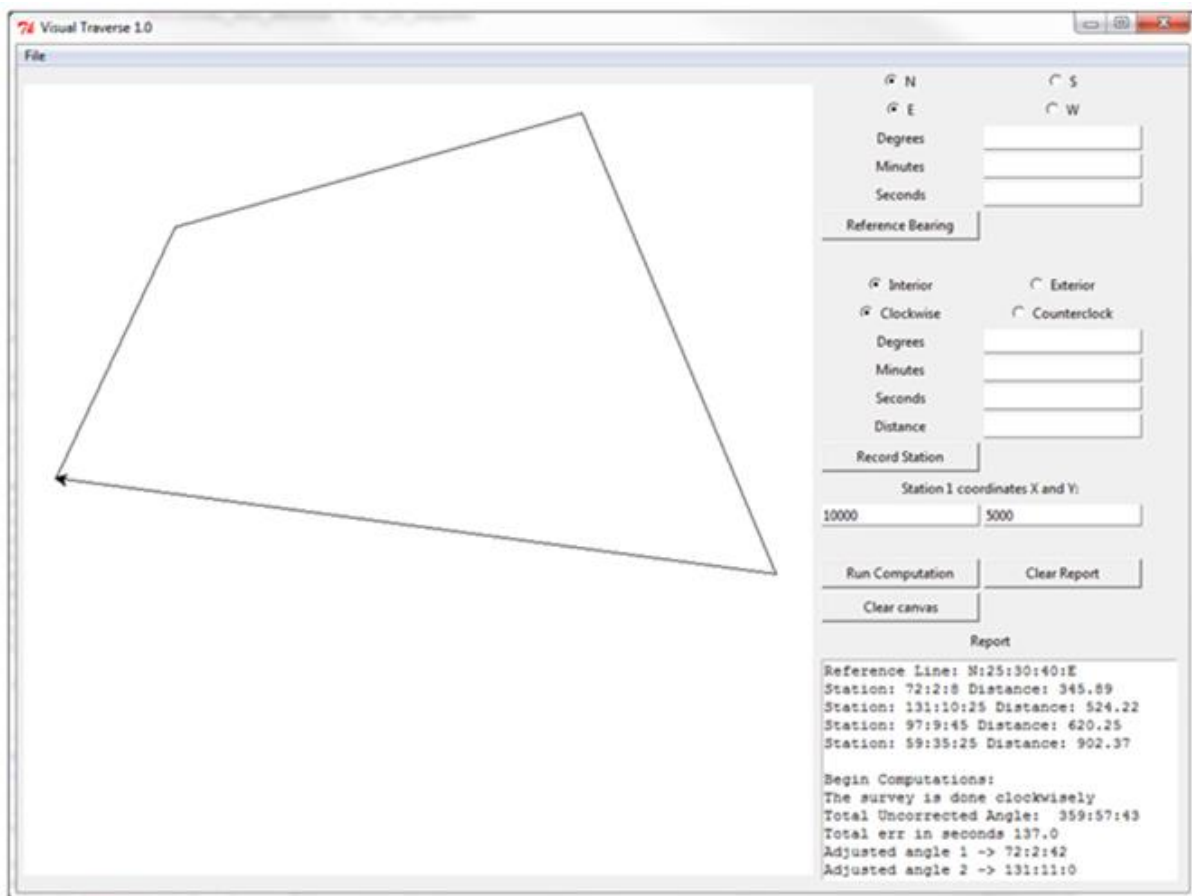 Visual Traverse 1.0
File
N S
E W
Degrees
Minutes
Seconds
Reference Bearing
Interior Exterior
Clockwise Counterclock
Degrees
Minutes
Seconds
Distance
Record Station
Station 1 coordinates X and Y:
10000 5000
Run Computation Clear Report
Clear canvas
Report
Reference Line: N:25:30:40:E
Station: 72:2:8 Distance: 345.89
Station: 131:10:25 Distance: 524.22
Station: 97:9:45 Distance: 620.25
Station: 59:35:25 Distance: 902.37
Begin Computations:
The survey is done clockwisely
Total Uncorrected Angle: 359:57:43
Total err in seconds 137.0
Adjusted angle 1 -> 72:2:42
Adjusted angle 2 -> 131:11:0